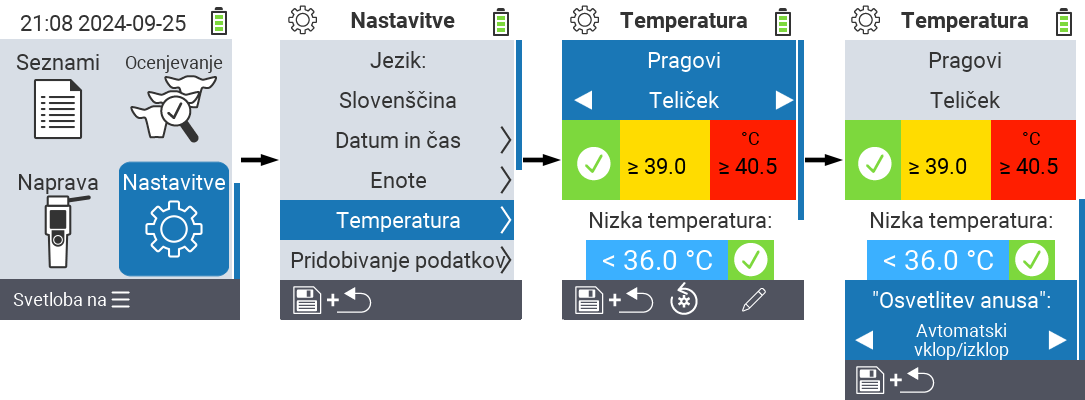 21:08 2024-09-25
Seznami
Ocenjevanje
Naprava
Nastavitve
Svetloba na
Nastavitve
Jezik:
Slovenščina
Datum in čas
Enote
Temperatura
Pridobivanje podatkov
+
Temperatura
Pragovi
Teliček
°C
≥ 39.0
≥ 40.5
Nizka temperatura:
< 36.0 °C
+
Temperatura
Pragovi
Teliček
°C
≥ 39.0
≥ 40.5
Nizka temperatura:
< 36.0 °C
"Osvetlitev anusa":
Avtomatski
vklop/izklop
+